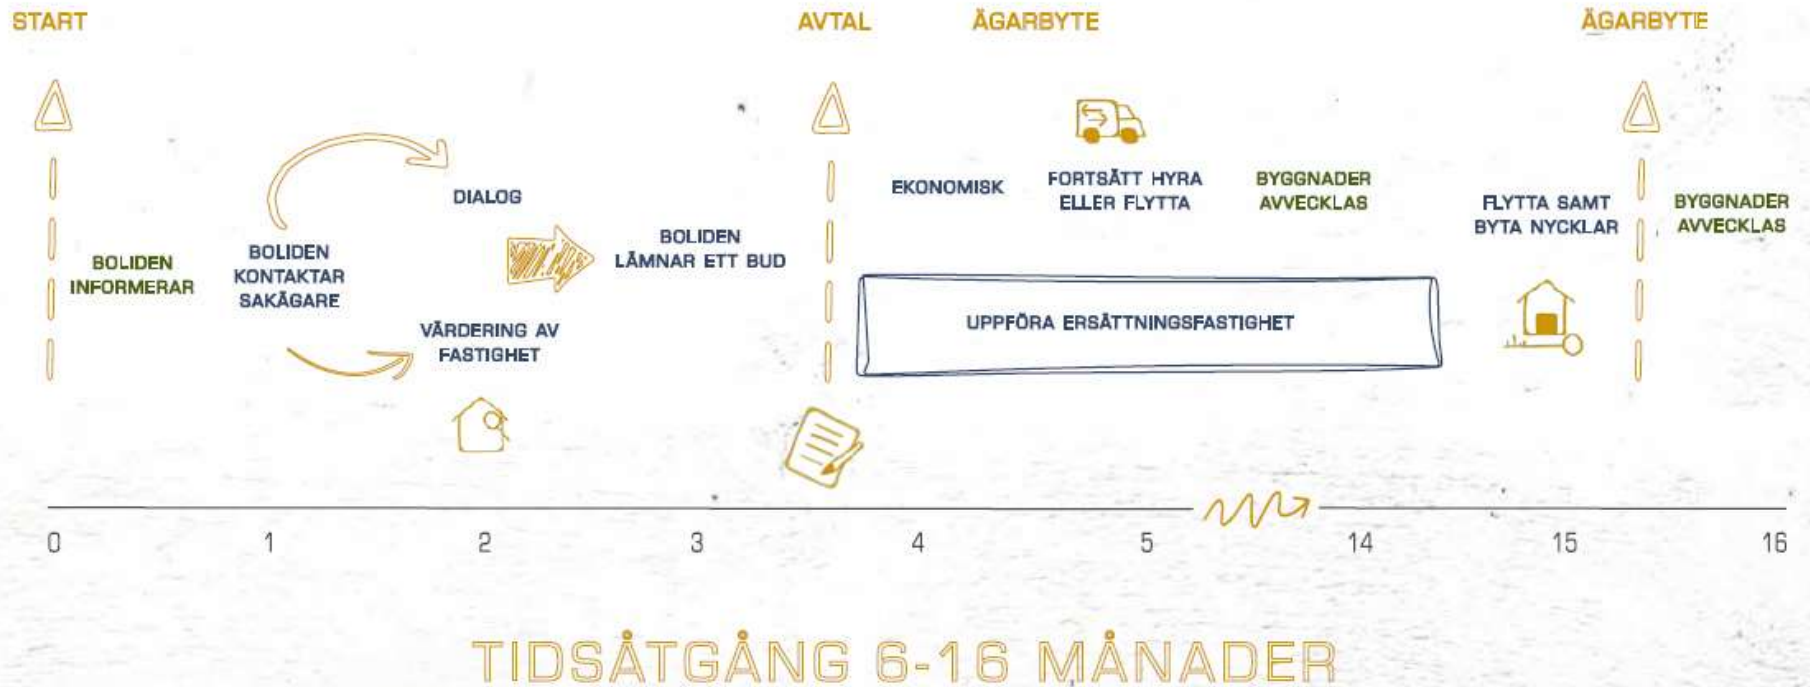 START
AVTAL
ÄGARBYTE
ÄGARBYTE
BOLIDEN
INFORMERAR
BOLIDEN
KONTAKTAR
SAKÄGARE
DIALOG
VÄRDERING AV
FASTIGHET
BOLIDEN
LÄMNAR ETT BUD
EKONOMISK
FORTSÄTT HYRA
ELLER FLYTTA
BYGGNADER
AVVECKLAS
UPPFÖRA ERSÄTTNINGSFASTIGHET
FLYTTA SAMT
BYTA NYCKLAR
BYGGNADER
AVVECKLAS
0 1 2 3 4 5 14 15 16
TIDSÅTGÅNG 6-16 MÅNADER